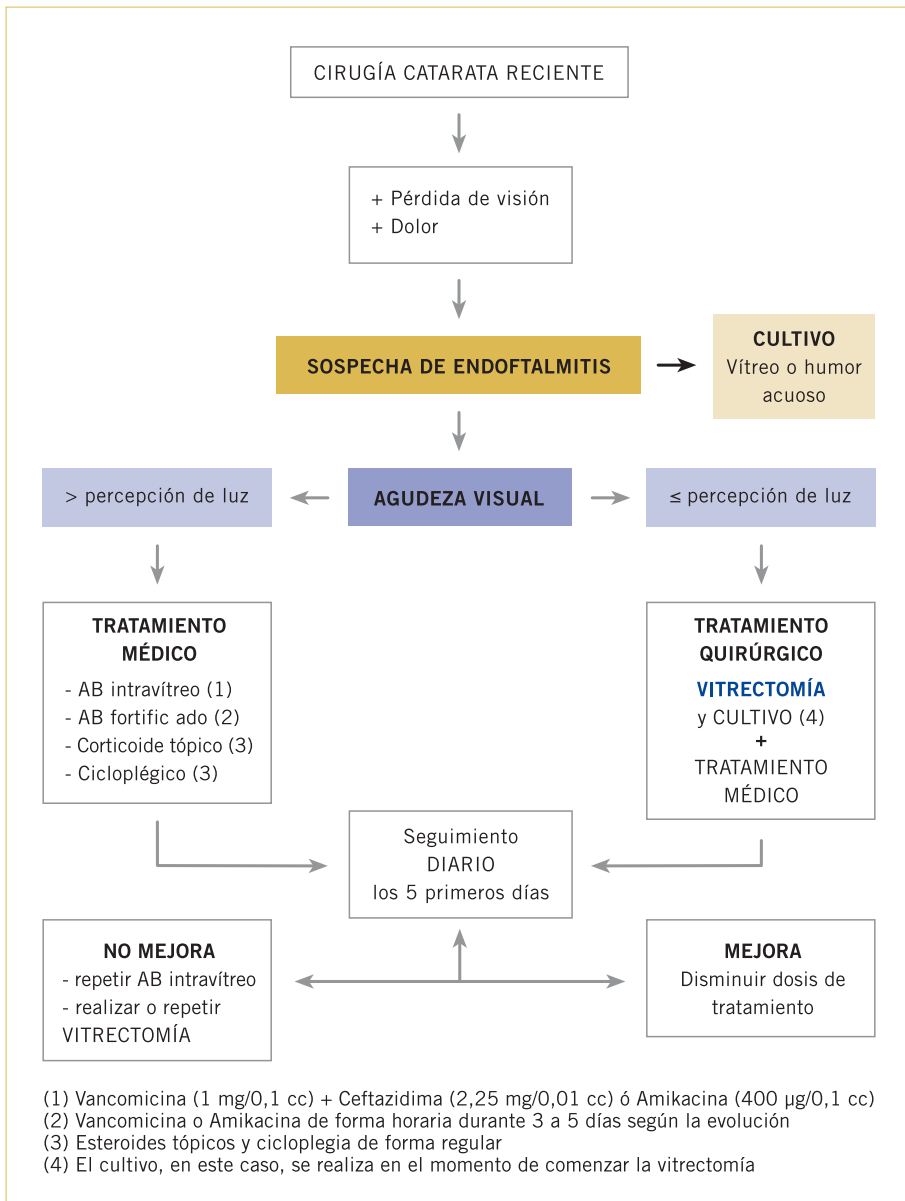 CIRUGÍA CATARATA RECIENTE
+ Pérdida de visión
+ Dolor
SOSPECHA DE ENDOFTALMITIS
CULTIVO
Vítreo o humor
acuoso
> percepción de luz
AGUDEZA VISUAL
≤ percepción de luz
TRATAMIENTO
MÉDICO
- AB intravítreo (1)
- AB fortific ado (2)
- Corticoide tópico (3)
- Cicloplégico (3)
TRATAMIENTO
QUIRÚRGICO
VITRECTOMÍA
y CULTIVO (4)
+
TRATAMIENTO
MÉDICO
Seguimiento
DIARIO
los 5 primeros días
NO MEJORA
- repetir AB intravítreo
- realizar o repetir
VITRECTOMÍA
MEJORA
Disminuir dosis de
tratamiento
(1) Vancomicina (1 mg/0,1 cc) + Ceftazidima (2,25 mg/0,01 cc) ó Amikacina (400 µg/0,1 cc)
(2) Vancomicina o Amikacina de forma horaria durante 3 a 5 días según la evolución
(3) Esteroides tópicos y cicloplegia de forma regular
(4) El cultivo, en este caso, se realiza en el momento de comenzar la vitrectomía